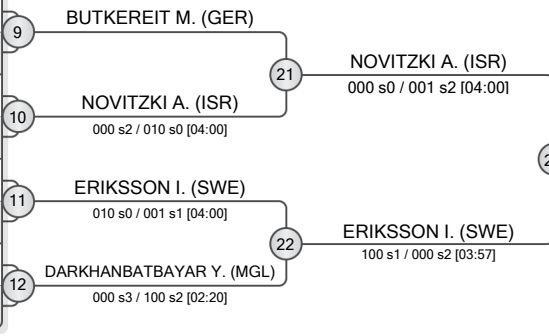 9
BUTKEREIT M. (GER)
21
NOVITZKI A. (ISR)
000 s0 / 001 s2 [04:00]
10
NOVITZKI A. (ISR)
000 s2 / 010 s0 [04:00]
11
ERIKSSON I. (SWE)
010 s0 / 001 s1 [04:00]
22
ERIKSSON I. (SWE)
100 s1 / 000 s2 [03:57]
12
DARKHANBATBAYAR Y. (MGL)
000 s3 / 100 s2 [02:20]